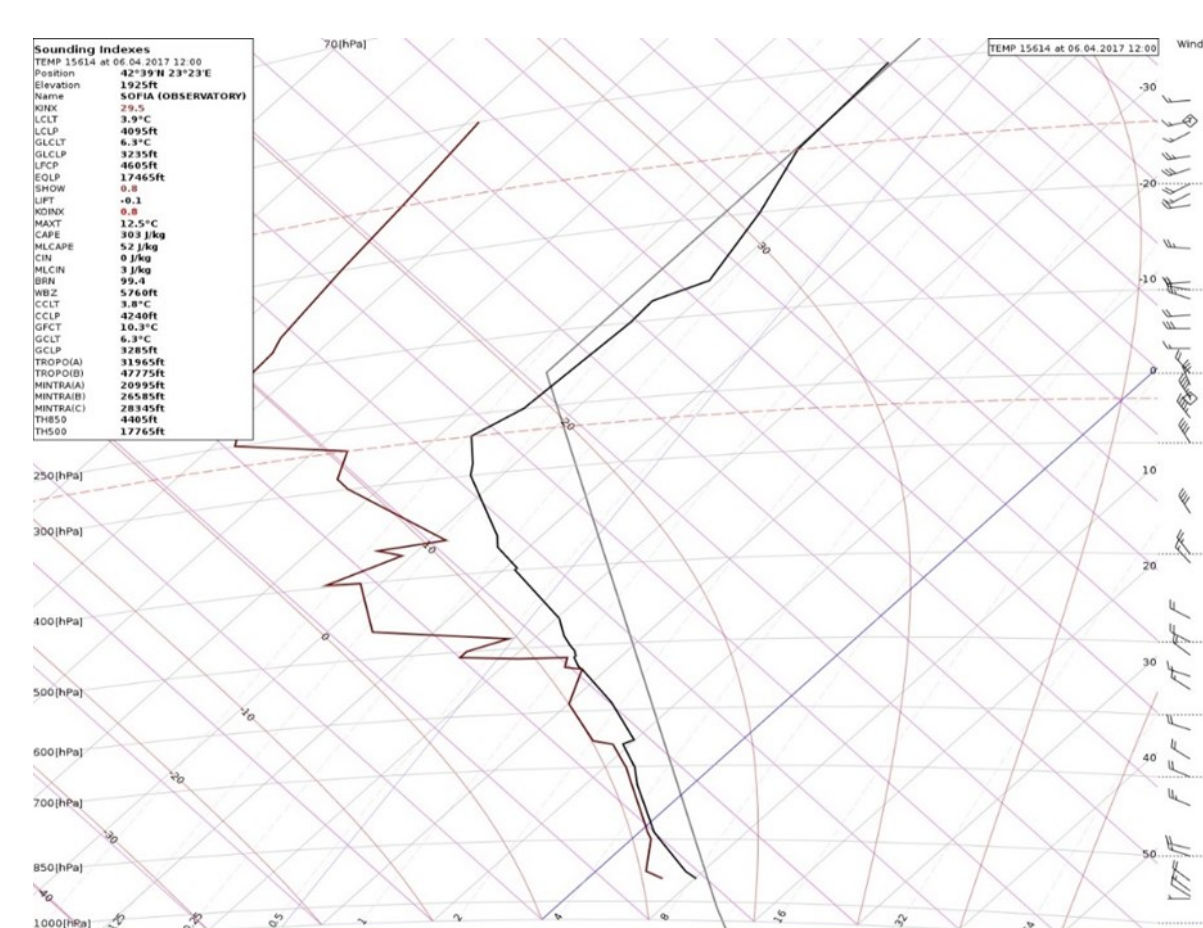 Sounding Indexes
TEMP 15614 at 06.04.2017 12:00
Position 42°39'N 23°23'E
Elevation 1925ft
Name SOFIA (OBSERVATORY)
KINX 29.5
LCLT 3.9°C
LCLP 4095ft
GLCLT 6.3°C
GLCLP 3235ft
LFCP 4605ft
EQLP 17465ft
SHOW 0.8
LIFT -0.1
KOINX 0.8
MAXT 12.5°C
CAPE 303 J/kg
MLCAPE 52 J/kg
CIN 0 J/kg
MLCIN 3 J/kg
BRN 99.4
WBZ 5760ft
CCLT 3.8°C
CCLP 4240ft
GFCT 10.3°C
GCLT 6.3°C
GCLP 3285ft
TROPO(A) 31965ft
TROPO(B) 47775ft
MINTRA(A) 20995ft
MINTRA(B) 26585ft
MINTRA(C) 28345ft
TH850 4405ft
TH500 17765ft
70[hPa]
TEMP 15614 at 06.04.2017 12:00
Wind
-30
-20
30
-10
0
20
10
250[hPa]
300[hPa]
10
20
400[hPa]
0
30
500[hPa]
-10
600[hPa]
40
-20
700[hPa]
-30
50
850[hPa]
-40
1000[hPa]
0.25
0.5
1
2
4
8
16
32